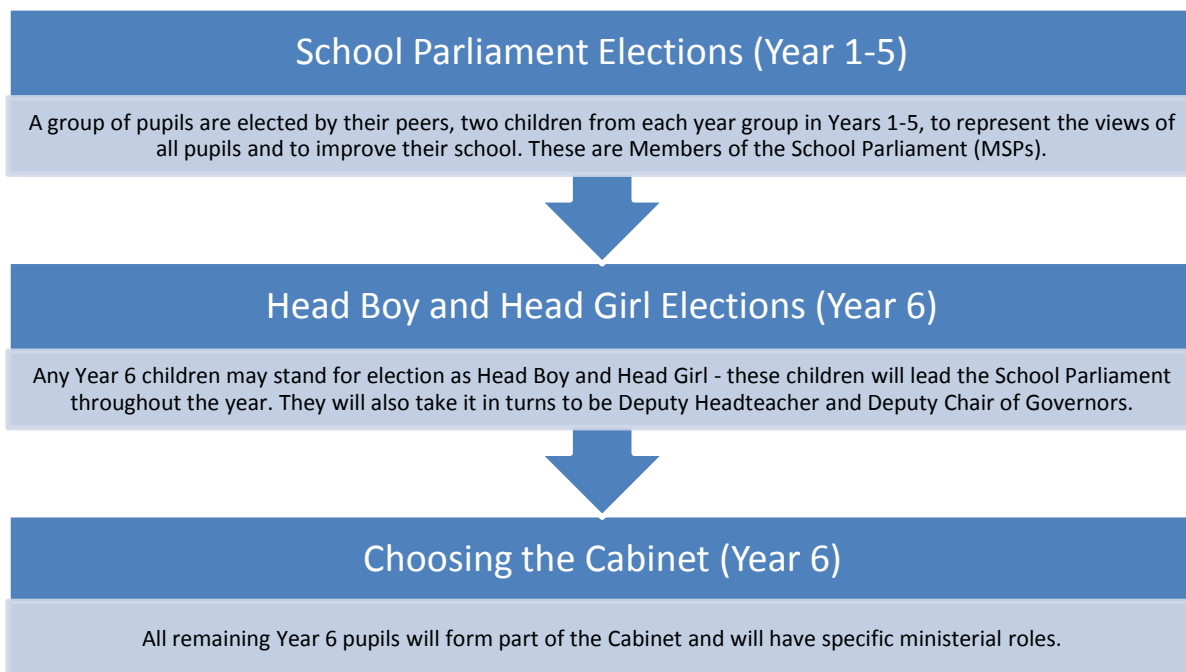 School Parliament Elections (Year 1-5)
A group of pupils are elected by their peers, two children from each year group in Years 1-5, to represent the views of
all pupils and to improve their school. These are Members of the School Parliament (MSPs).
Head Boy and Head Girl Elections (Year 6)
Any Year 6 children may stand for election as Head Boy and Head Girl - these children will lead the School Parliament
throughout the year. They will also take it in turns to be Deputy Headteacher and Deputy Chair of Governors.
Choosing the Cabinet (Year 6)
All remaining Year 6 pupils will form part of the Cabinet and will have specific ministerial roles.